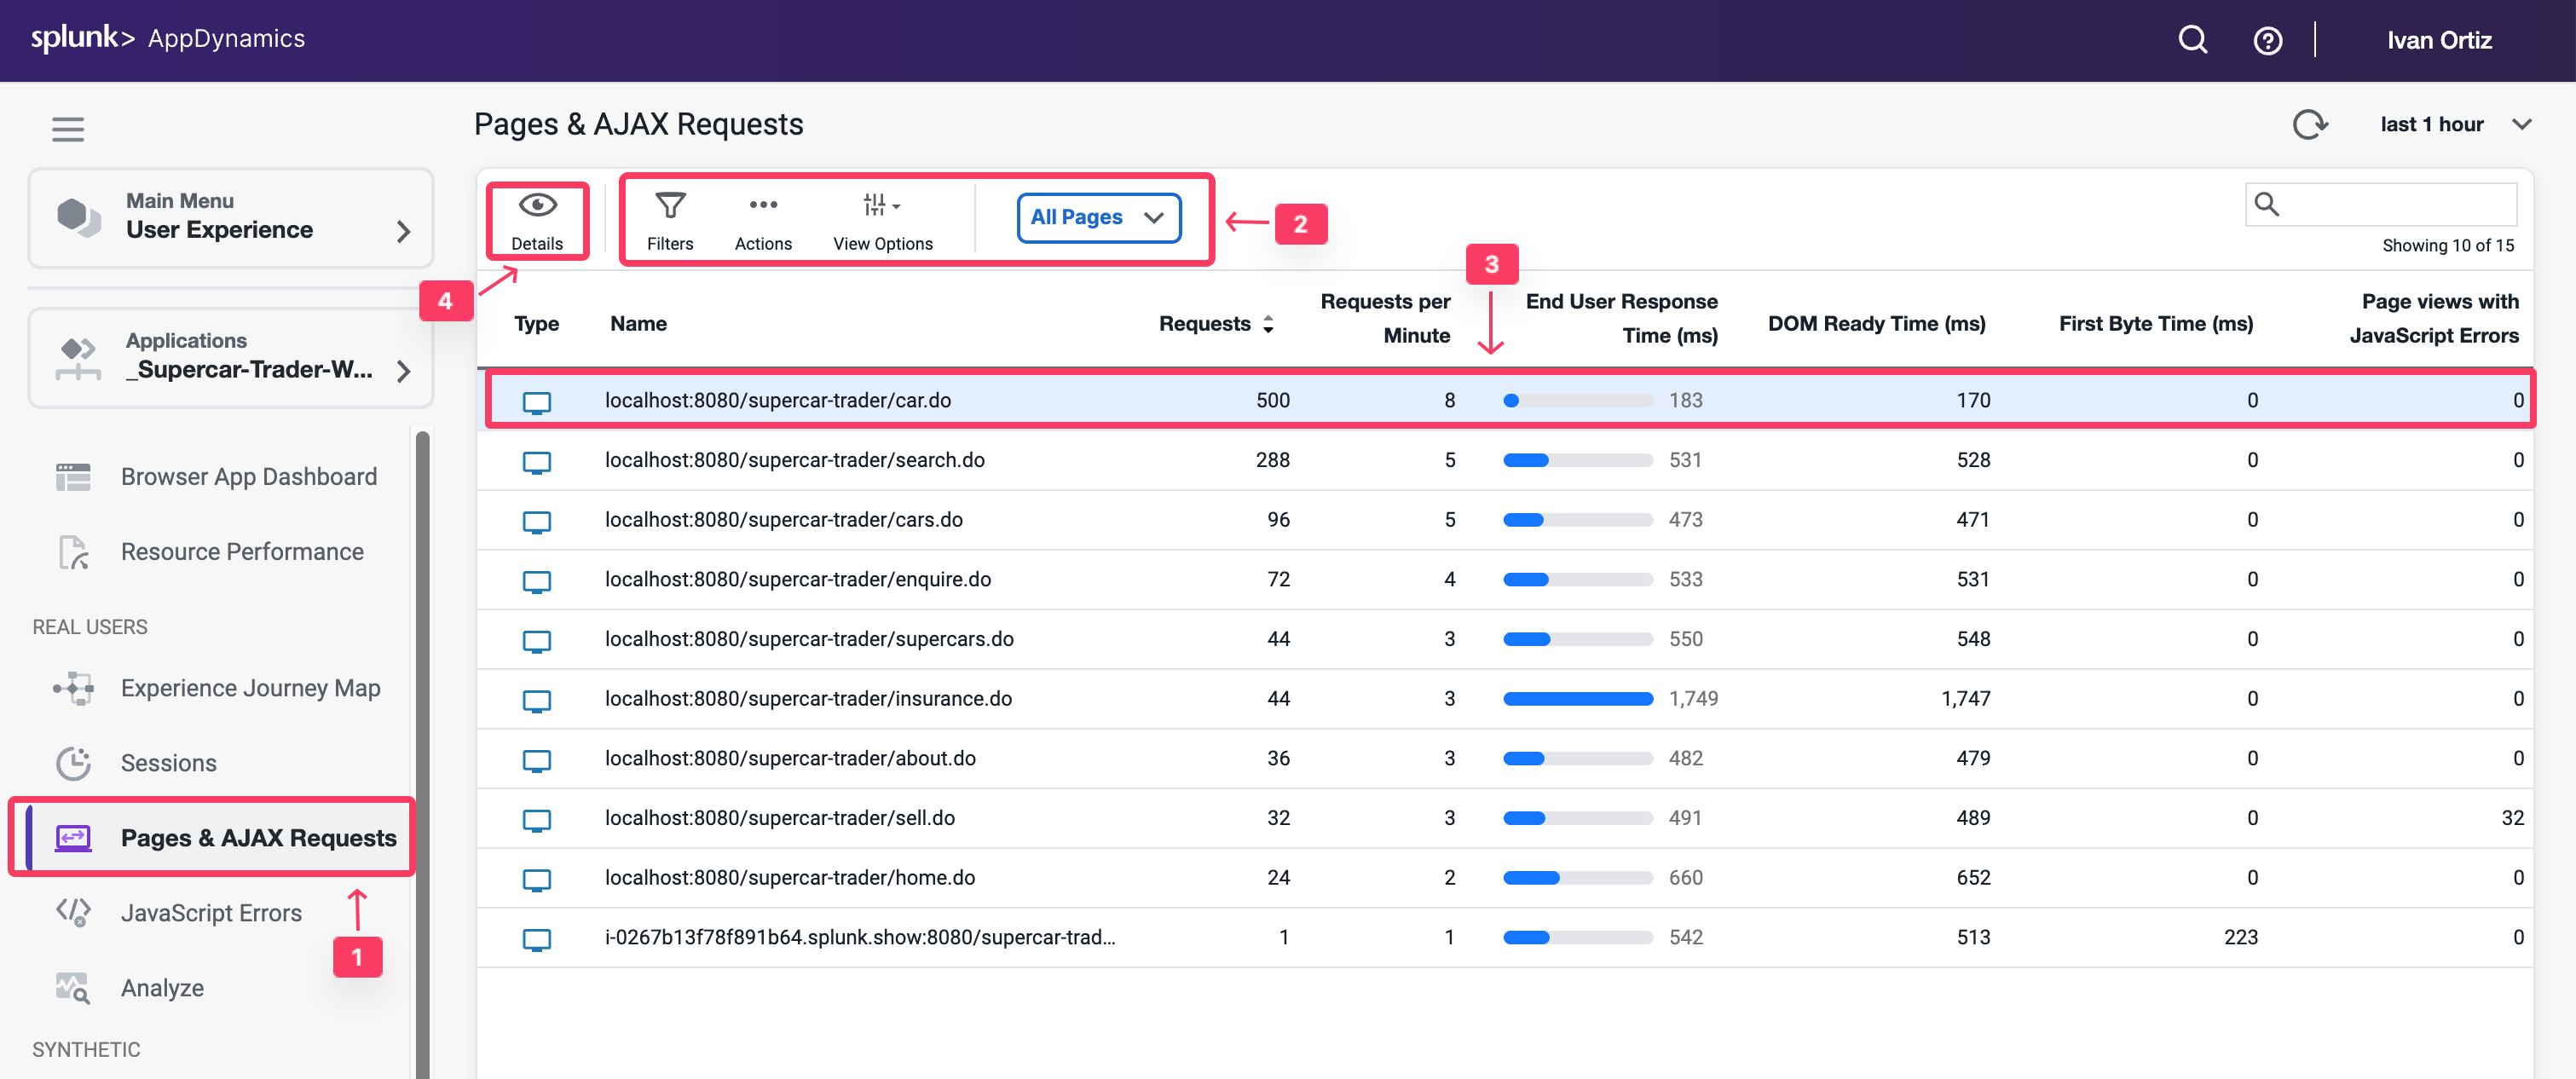 splunk> AppDynamics
Ivan Ortiz
Pages & AJAX Requests
last 1 hour
Main Menu
User Experience
Applications
_Supercar-Trader-W...
Browser App Dashboard
Resource Performance
REAL USERS
Experience Journey Map
Sessions
Pages & AJAX Requests
JavaScript Errors
1
Analyze
SYNTHETIC
Details
Filters
Actions
View Options
All Pages
2
Showing 10 of 15
4
3
Type
Name
Requests
Requests per
Minute
End User Response
Time (ms)
DOM Ready Time (ms)
First Byte Time (ms)
Page views with
JavaScript Errors
localhost:8080/supercar-trader/car.do 500 8 183 170 0 0
localhost:8080/supercar-trader/search.do 288 5 531 528 0 0
localhost:8080/supercar-trader/cars.do 96 5 473 471 0 0
localhost:8080/supercar-trader/enquire.do 72 4 533 531 0 0
localhost:8080/supercar-trader/supercars.do 44 3 550 548 0 0
localhost:8080/supercar-trader/insurance.do 44 3 1,749 1,747 0 0
localhost:8080/supercar-trader/about.do 36 3 482 479 0 0
localhost:8080/supercar-trader/sell.do 32 3 491 489 0 32
localhost:8080/supercar-trader/home.do 24 2 660 652 0 0
i-0267b13f78f891b64.splunk.show:8080/supercar-trad... 1 1 542 513 223 0